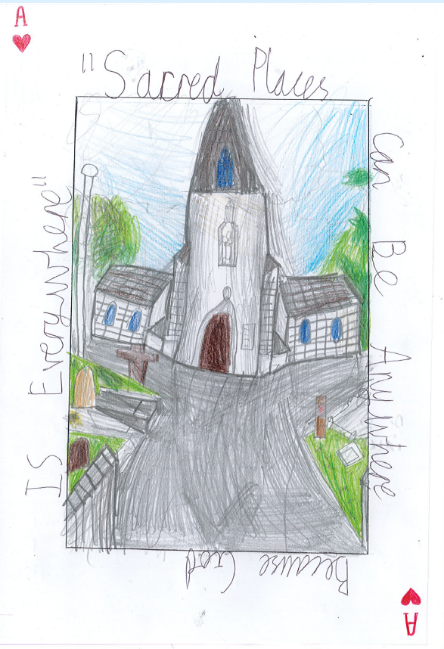 A
"Sacred Places
Can Be Anywhere
Because God
Is Everywhere"
A